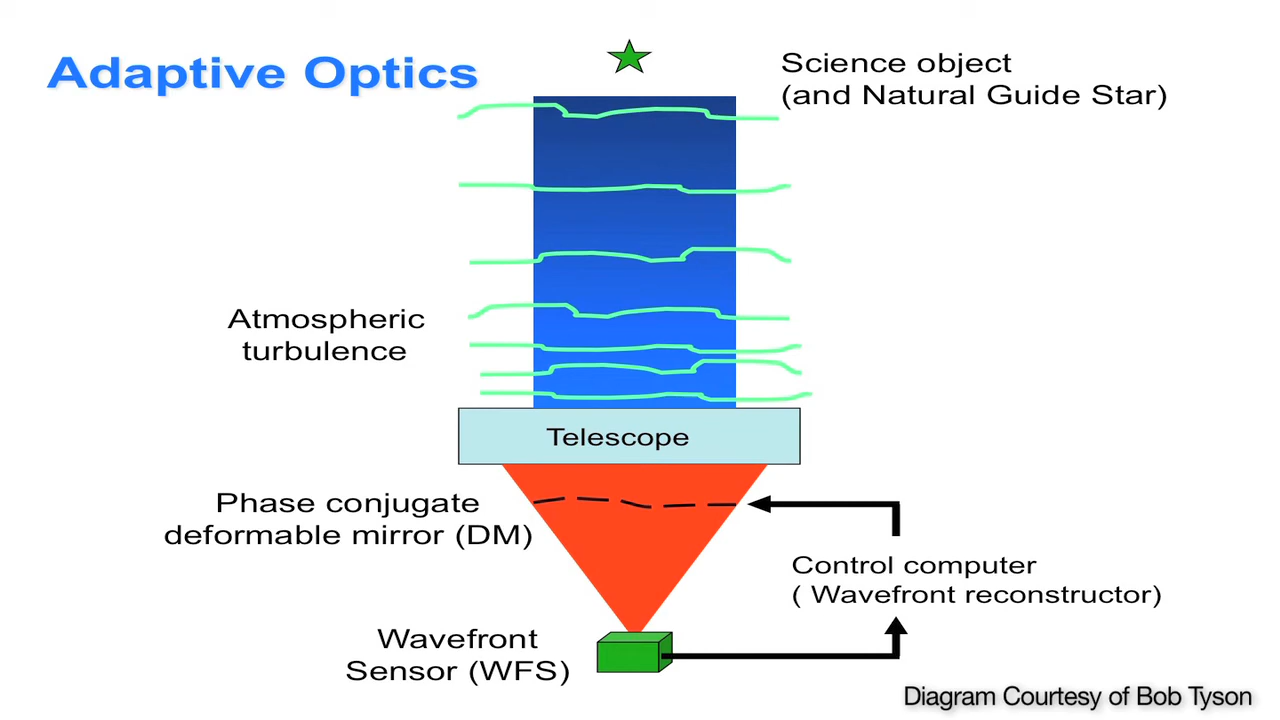 Adaptive Optics
Science object
(and Natural Guide Star)
Atmospheric
turbulence
Telescope
Phase conjugate
deformable mirror (DM)
Control computer
( Wavefront reconstructor)
Wavefront
Sensor (WFS)
Diagram Courtesy of Bob Tyson